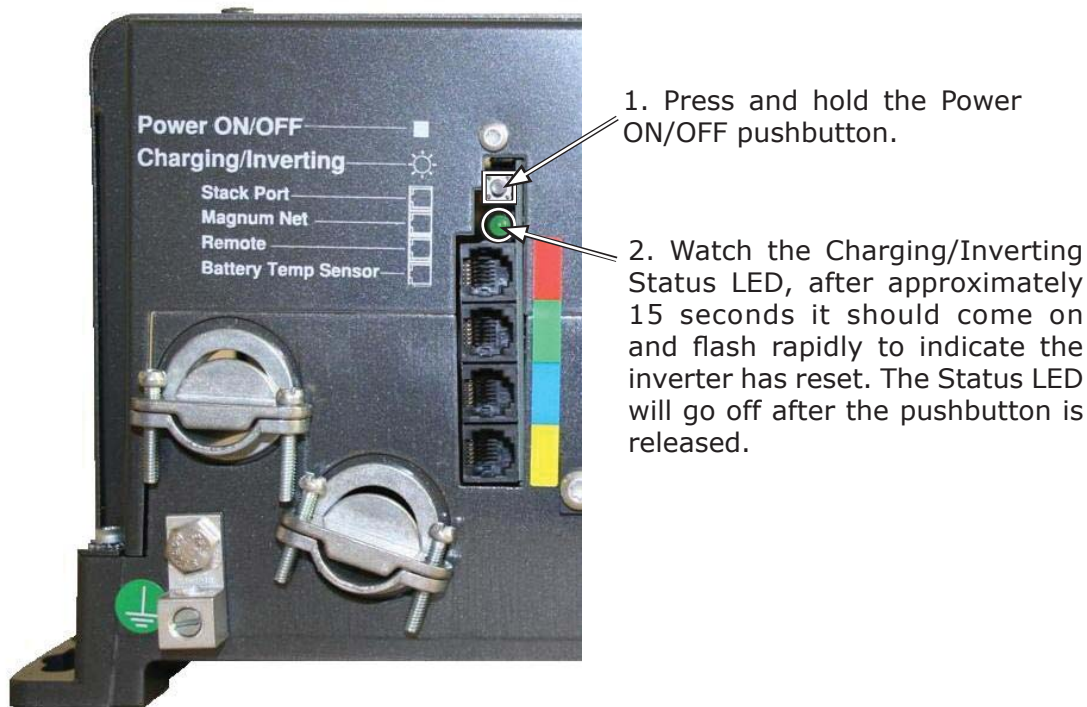 Power ON/OFF
Charging/Inverting
Stack Port
Magnum Net
Remote
Battery Temp Sensor
1. Press and hold the Power
ON/OFF pushbutton.
2. Watch the Charging/Inverting
Status LED, after approximately
15 seconds it should come on
and flash rapidly to indicate the
inverter has reset. The Status LED
will go off after the pushbutton is
released.